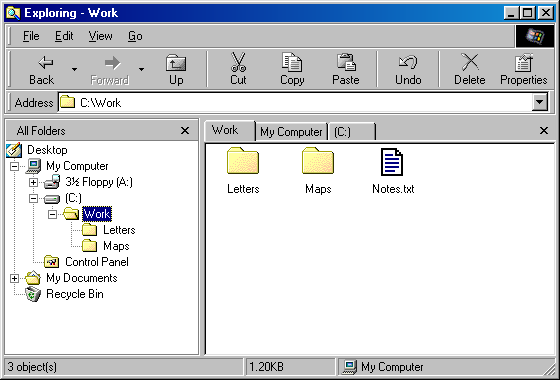 Exploring - Work
File Edit View Go
Back Forward Up Cut Copy Paste Undo Delete Properties
Address C:\Work
All Folders
Work My Computer (C:)
Desktop
My Computer
3½ Floppy (A:)
(C:)
Work
Letters
Maps
Control Panel
My Documents
Recycle Bin
Letters Maps Notes.txt
3 object(s) 1.20KB My Computer